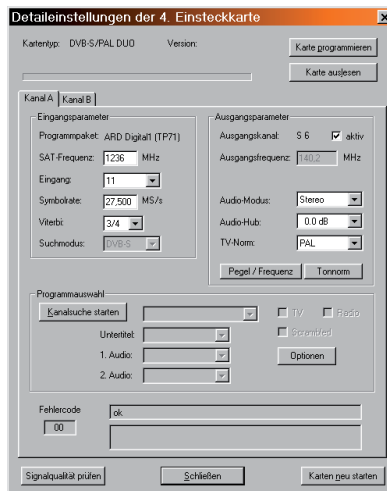 Detaileinstellungen der 4. Einsteckkarte
Kartentyp: DVB-S/PAL DUO Version:
Karte programmieren
Karte auslesen
Kanal A Kanal B
Eingangsparameter
Programmpaket: ARD Digital1 (TP71)
SAT-Frequenz: 1236 MHz
Eingang: 11
Symbolrate: 27,500 MS/s
Viterbi: 3/4
Suchmodus: DVB-S
Ausgangsparameter
Ausgangskanal: S 6 aktiv
Ausgangsfrequenz: 140.2 MHz
Audio-Modus: Stereo
Audio-Hub: 0.0 dB
TV-Norm: PAL
Pegel / Frequenz Tonnorm
Programmauswahl
Kanalsuche starten
TV Radio
Untertitel: Scrambled
1. Audio: Optionen
2. Audio:
Fehlercode ok
00
Signalqualität prüfen Schließen Karten neu starten